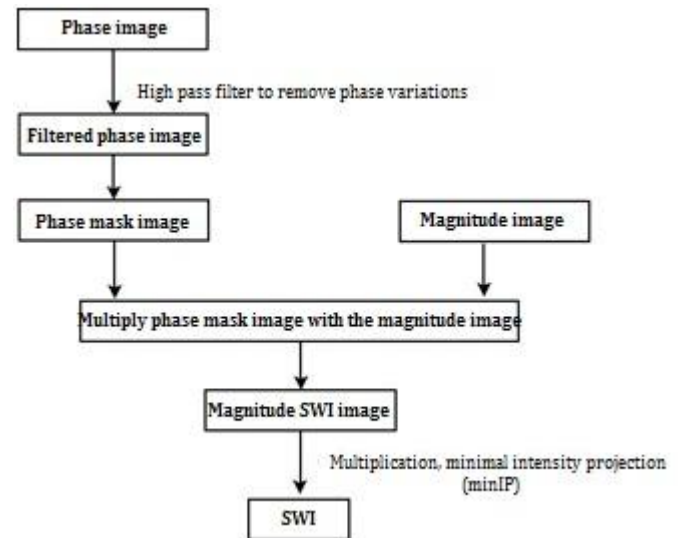 Phase image
High pass filter to remove phase variations
Filtered phase image
Phase mask image
Magnitude image
Multiply phase mask image with the magnitude image
Magnitude SWI image
Multiplication, minimal intensity projection
(minIP)
SWI